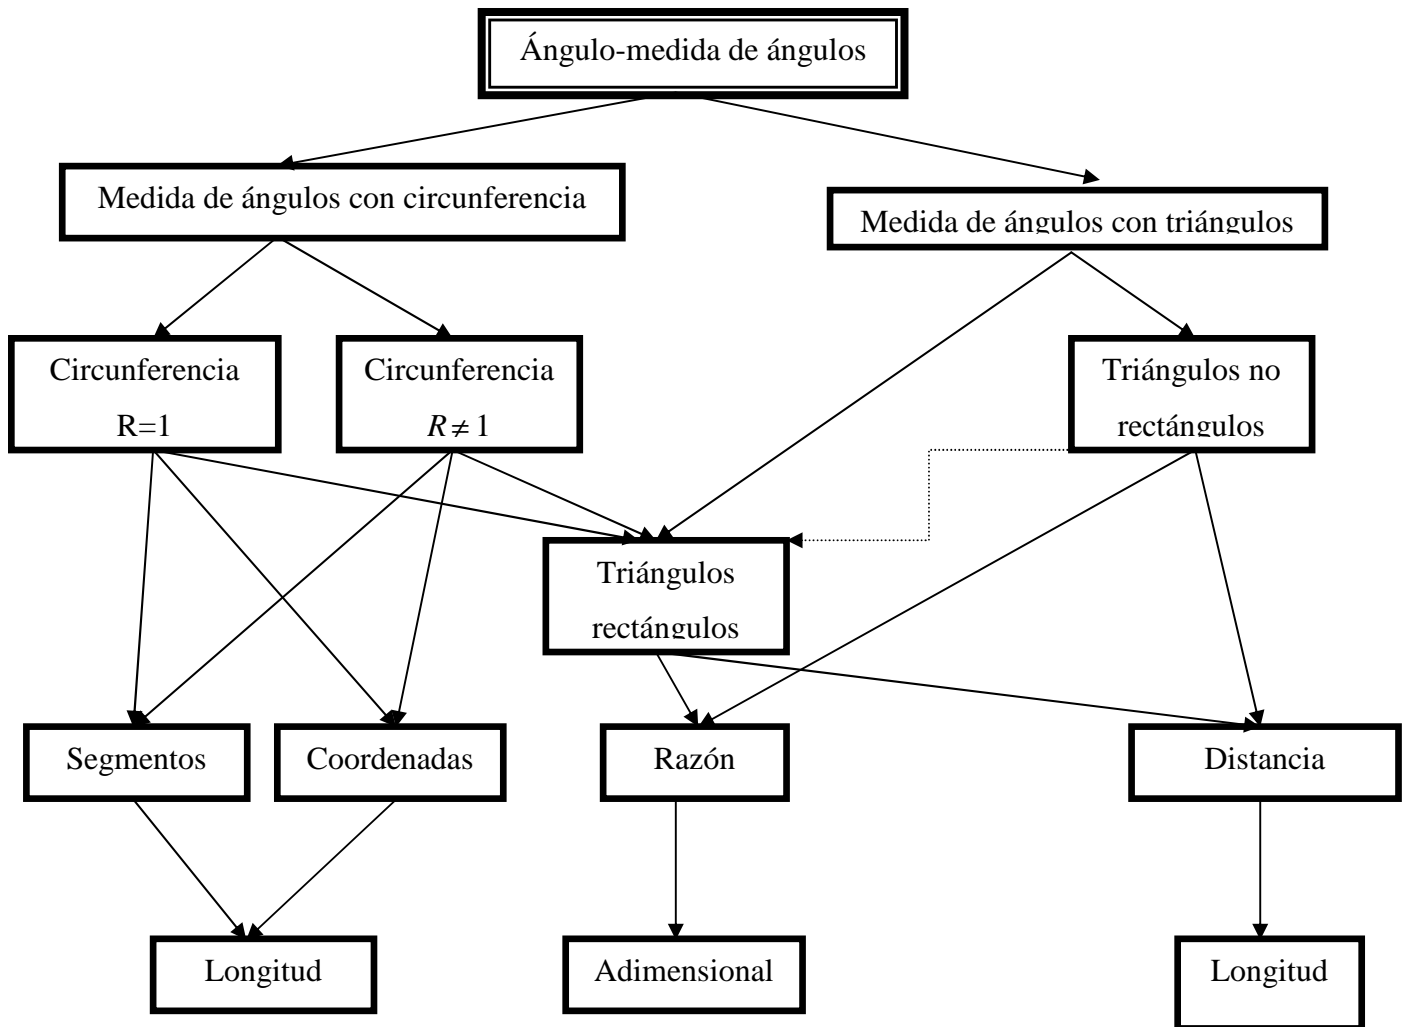 Ángulo-medida de ángulos
Medida de ángulos con circunferencia
Medida de ángulos con triángulos
Circunferencia
R=1
Circunferencia
R ≠ 1
Triángulos no
rectángulos
Triángulos
rectángulos
Segmentos
Coordenadas
Razón
Distancia
Longitud
Adimensional
Longitud